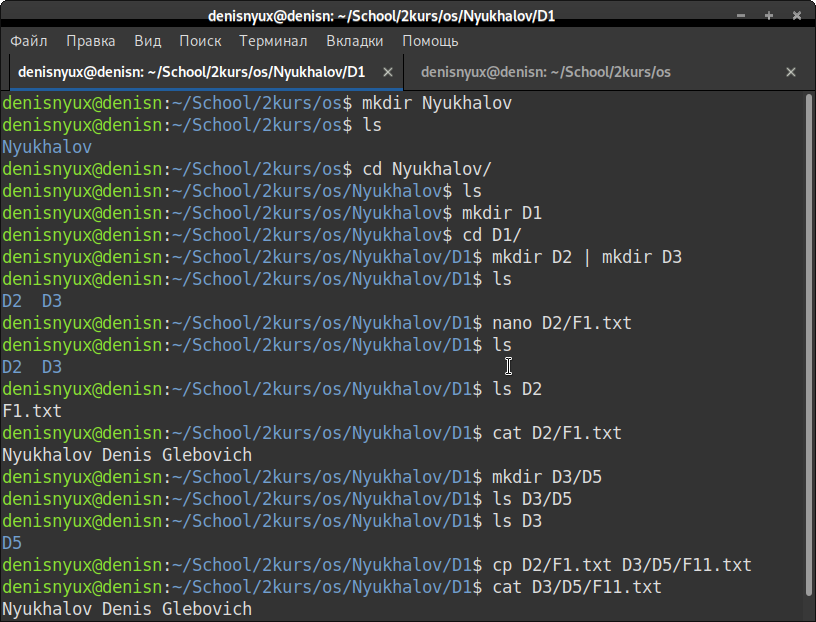 denisnyux@denisn: ~/School/2kurs/os/Nyukhalov/D1
Файл Правка Вид Поиск Терминал Вкладки Помощь
denisnyux@denisn: ~/School/2kurs/os/Nyukhalov/D1 × denisnyux@denisn: ~/School/2kurs/os ×
denisnyux@denisn:~/School/2kurs/os$ mkdir Nyukhalov
denisnyux@denisn:~/School/2kurs/os$ ls
Nyukhalov
denisnyux@denisn:~/School/2kurs/os$ cd Nyukhalov/
denisnyux@denisn:~/School/2kurs/os/Nyukhalov$ ls
denisnyux@denisn:~/School/2kurs/os/Nyukhalov$ mkdir D1
denisnyux@denisn:~/School/2kurs/os/Nyukhalov$ cd D1/
denisnyux@denisn:~/School/2kurs/os/Nyukhalov/D1$ mkdir D2 | mkdir D3
denisnyux@denisn:~/School/2kurs/os/Nyukhalov/D1$ ls
D2  D3
denisnyux@denisn:~/School/2kurs/os/Nyukhalov/D1$ nano D2/F1.txt
denisnyux@denisn:~/School/2kurs/os/Nyukhalov/D1$ ls
D2  D3
denisnyux@denisn:~/School/2kurs/os/Nyukhalov/D1$ ls D2
F1.txt
denisnyux@denisn:~/School/2kurs/os/Nyukhalov/D1$ cat D2/F1.txt
Nyukhalov Denis Glebovich
denisnyux@denisn:~/School/2kurs/os/Nyukhalov/D1$ mkdir D3/D5
denisnyux@denisn:~/School/2kurs/os/Nyukhalov/D1$ ls D3/D5
denisnyux@denisn:~/School/2kurs/os/Nyukhalov/D1$ ls D3
D5
denisnyux@denisn:~/School/2kurs/os/Nyukhalov/D1$ cp D2/F1.txt D3/D5/F11.txt
denisnyux@denisn:~/School/2kurs/os/Nyukhalov/D1$ cat D3/D5/F11.txt
Nyukhalov Denis Glebovich